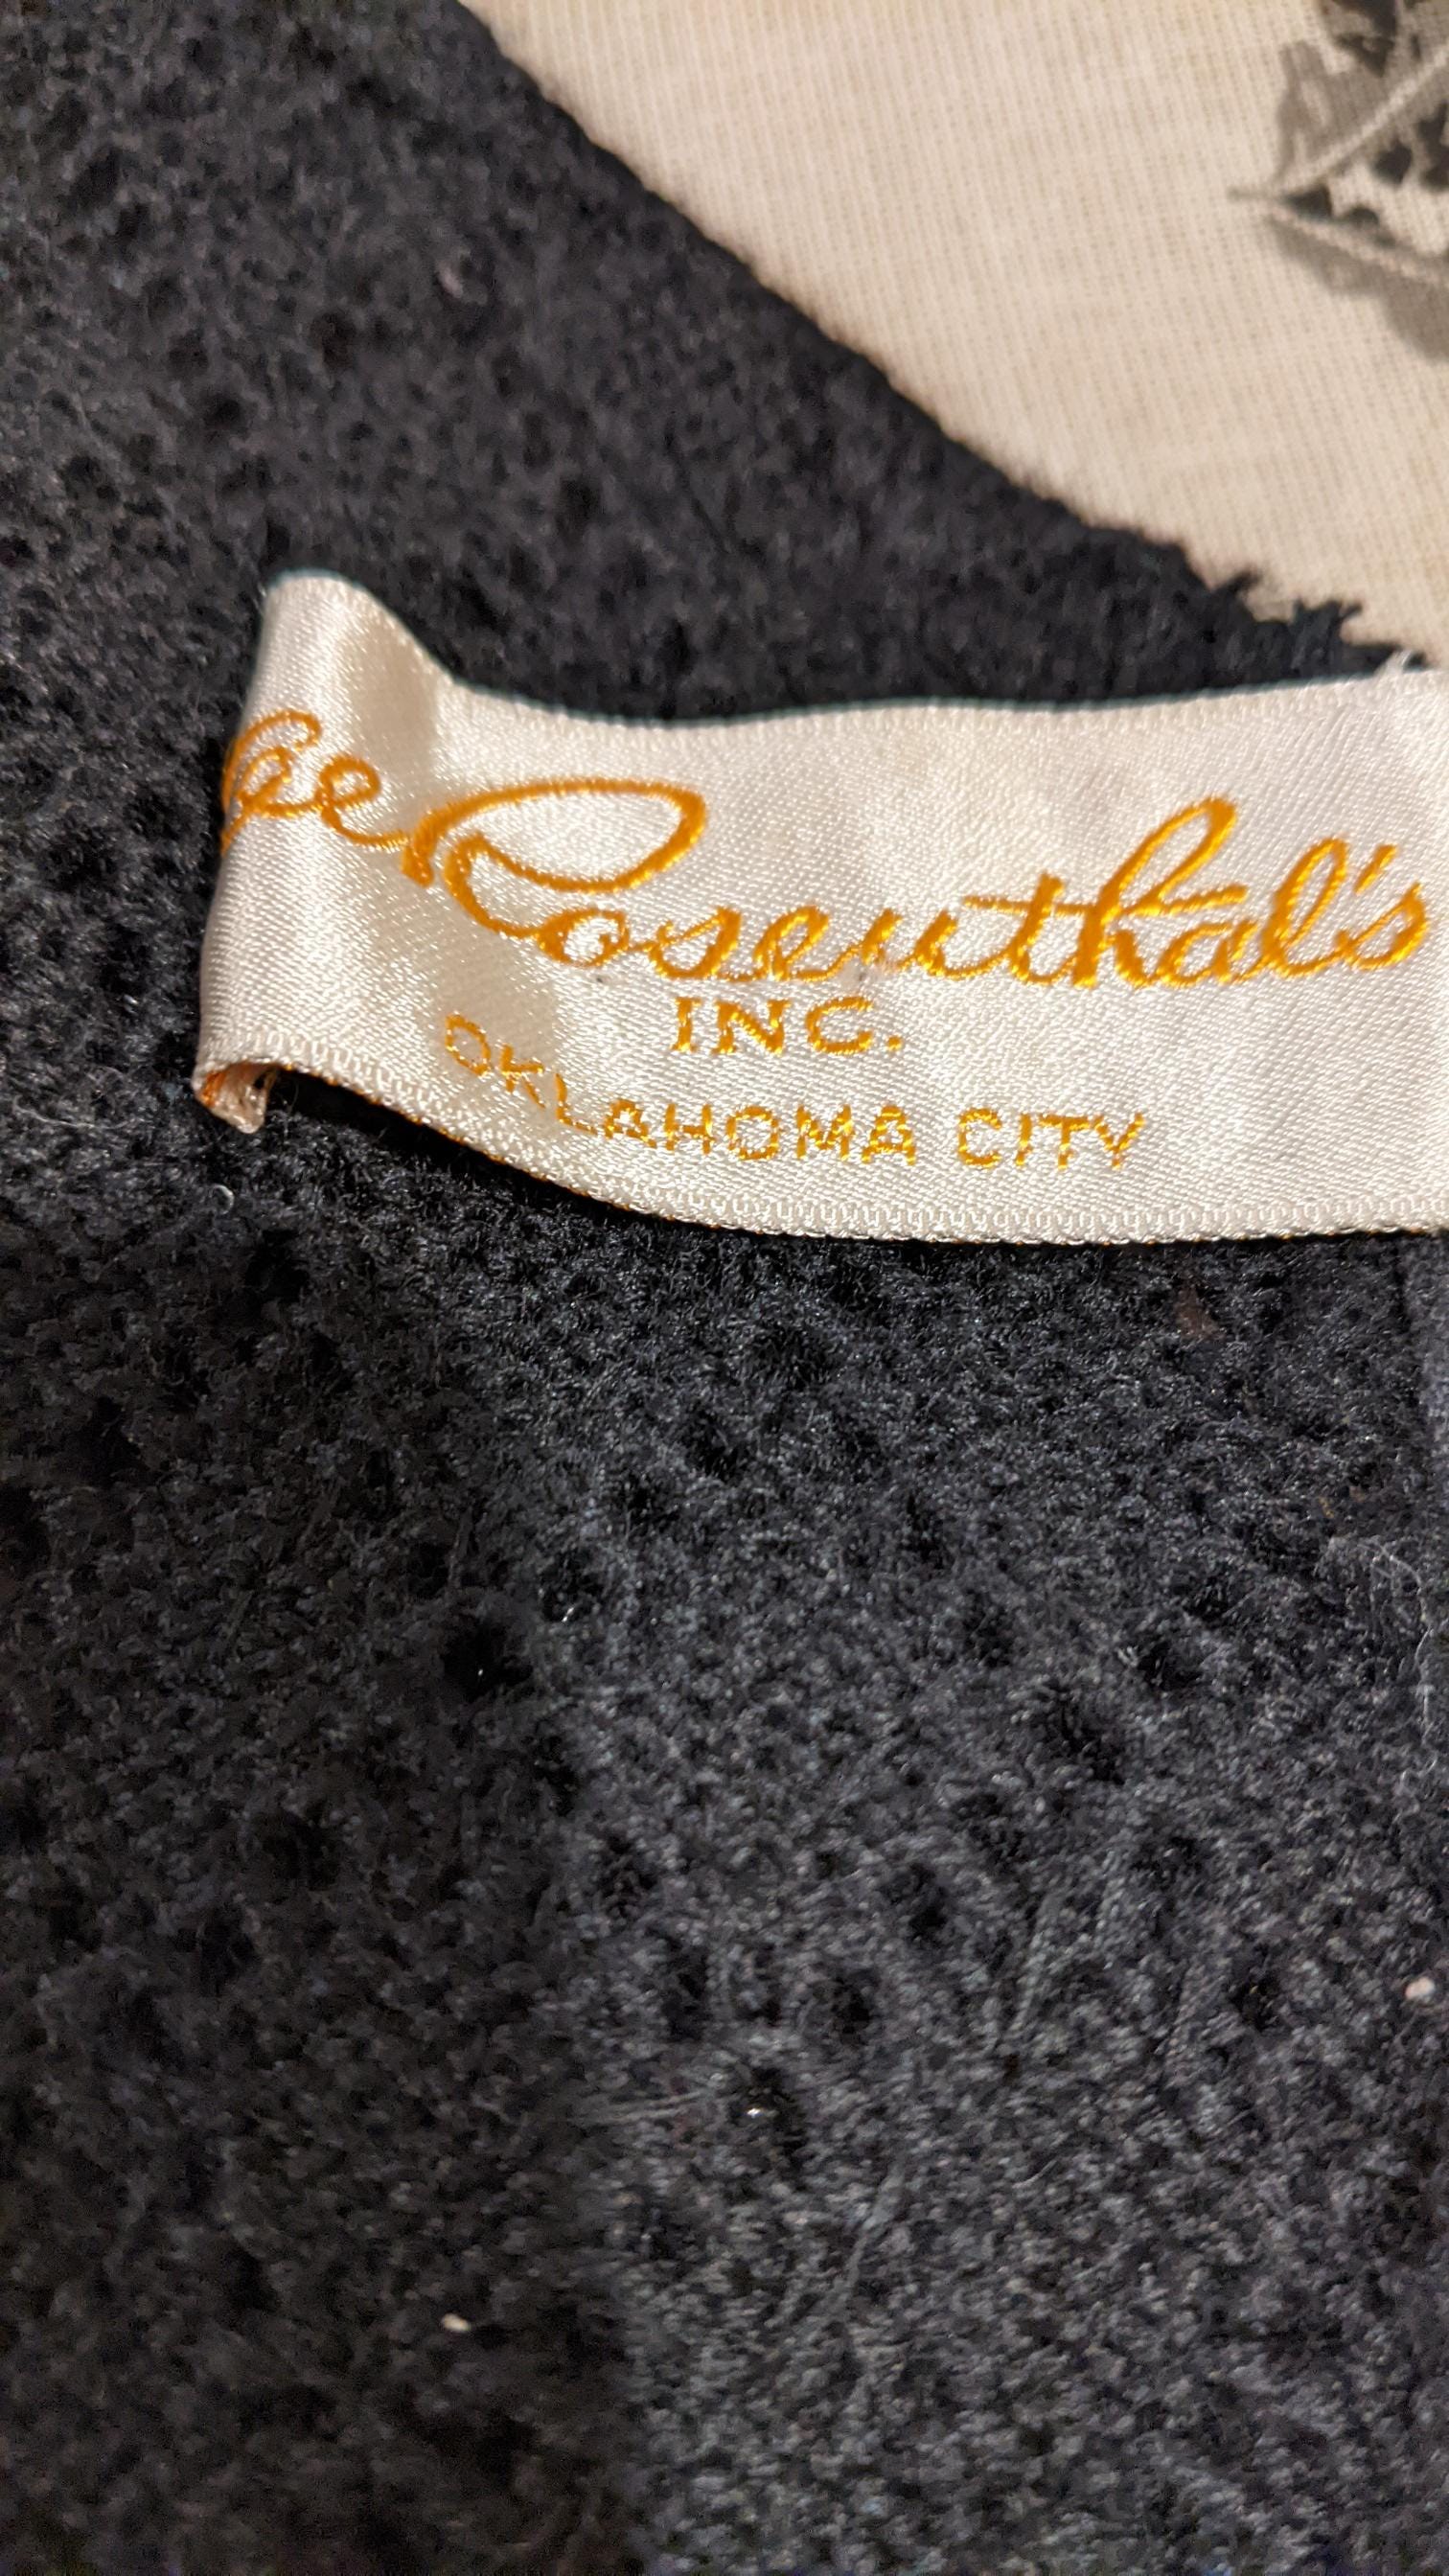 Rosenthal's
INC.
OKLAHOMA CITY